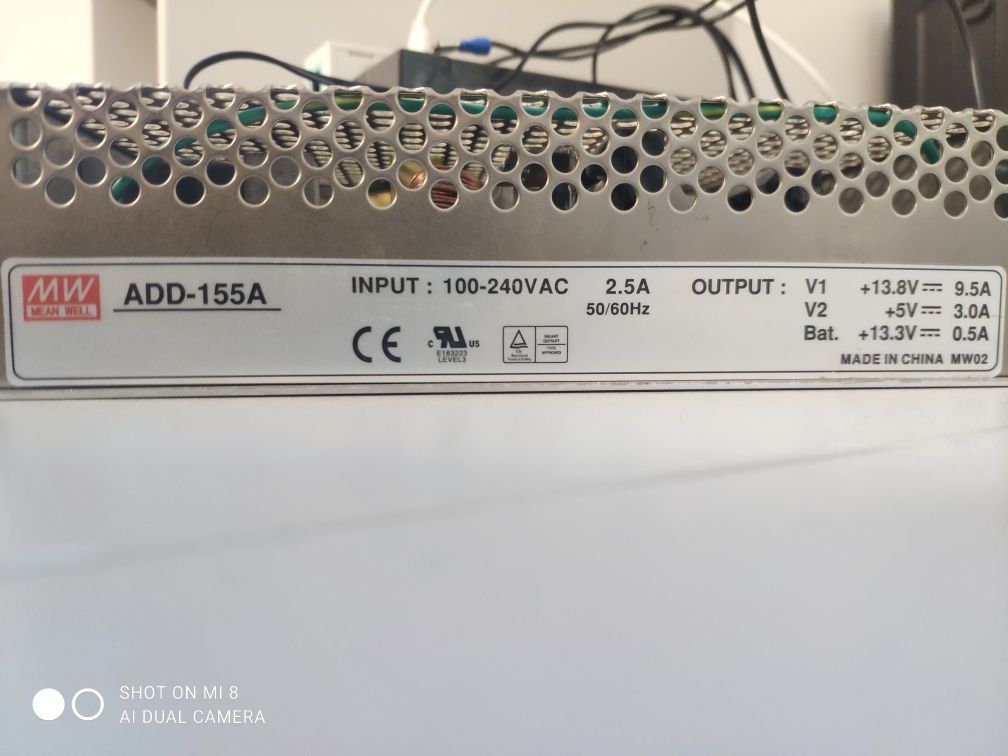 MW
MEAN WELL
ADD-155A
INPUT : 100-240VAC 2.5A
50/60Hz
CE
c RU US
E183223
LEVEL3
OUTPUT : V1 +13.8V 9.5A
V2 +5V 3.0A
Bat. +13.3V 0.5A
MADE IN CHINA MW02
SHOT ON MI 8
AI DUAL CAMERA